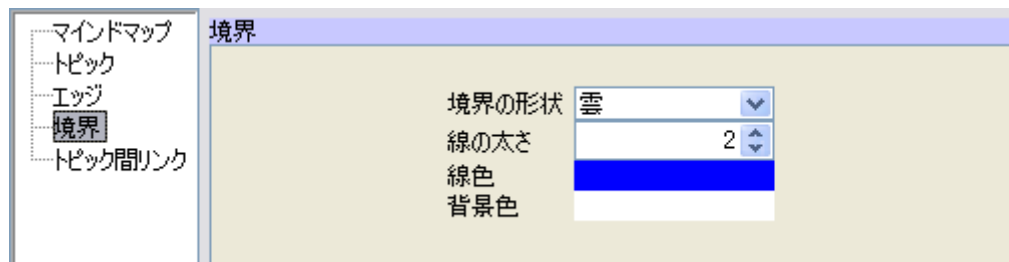 マインドマップ
トピック
エッジ
境界
トピック間リンク
境界
境界の形状 雲
線の太さ 2
線色
背景色